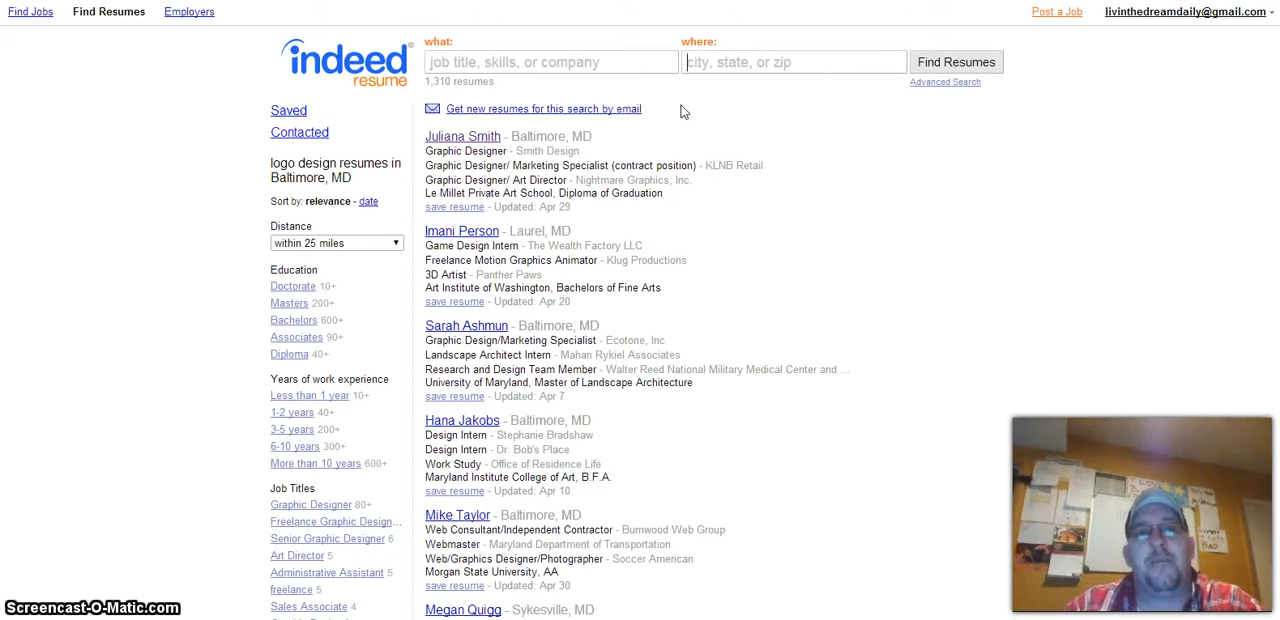 Find Jobs Find Resumes Employers Post a Job livinthedreamdaily@gmail.com
what: where:
indeed resume
job title, skills, or company city, state, or zip Find Resumes
1,310 resumes Advanced Search
Saved
Contacted
logo design resumes in
Baltimore, MD
Sort by: relevance - date
Distance
within 25 miles
Education
Doctorate 10+
Masters 200+
Bachelors 600+
Associates 90+
Diploma 40+
Years of work experience
Less than 1 year 10+
1-2 years 40+
3-5 years 200+
6-10 years 300+
More than 10 years 600+
Job Titles
Graphic Designer 80+
Freelance Graphic Design...
Senior Graphic Designer 6
Art Director 5
Administrative Assistant 5
freelance 5
Sales Associate 4
Get new resumes for this search by email
Juliana Smith - Baltimore, MD
Graphic Designer - Smith Design
Graphic Designer/ Marketing Specialist (contract position) - KLNB Retail
Graphic Designer/ Art Director - Nightmare Graphics, Inc.
Le Millet Private Art School, Diploma of Graduation
save resume - Updated: Apr 29
Imani Person - Laurel, MD
Game Design Intern - The Wealth Factory LLC
Freelance Motion Graphics Animator - Klug Productions
3D Artist - Panther Paws
Art Institute of Washington, Bachelors of Fine Arts
save resume - Updated: Apr 20
Sarah Ashmun - Baltimore, MD
Graphic Design/Marketing Specialist - Ecotone, Inc
Landscape Architect Intern - Mahan Rykiel Associates
Research and Design Team Member - Walter Reed National Military Medical Center and ...
University of Maryland, Master of Landscape Architecture
save resume - Updated: Apr 7
Hana Jakobs - Baltimore, MD
Design Intern - Stephanie Bradshaw
Design Intern - Dr. Bob's Place
Work Study - Office of Residence Life
Maryland Institute College of Art, B.F.A.
save resume - Updated: Apr 10
Mike Taylor - Baltimore, MD
Web Consultant/Independent Contractor - Burnwood Web Group
Webmaster - Maryland Department of Transportation
Web/Graphics Designer/Photographer - Soccer American
Morgan State University, AA
save resume - Updated: Apr 30
Megan Quigg - Sykesville, MD
Screencast-O-Matic.com